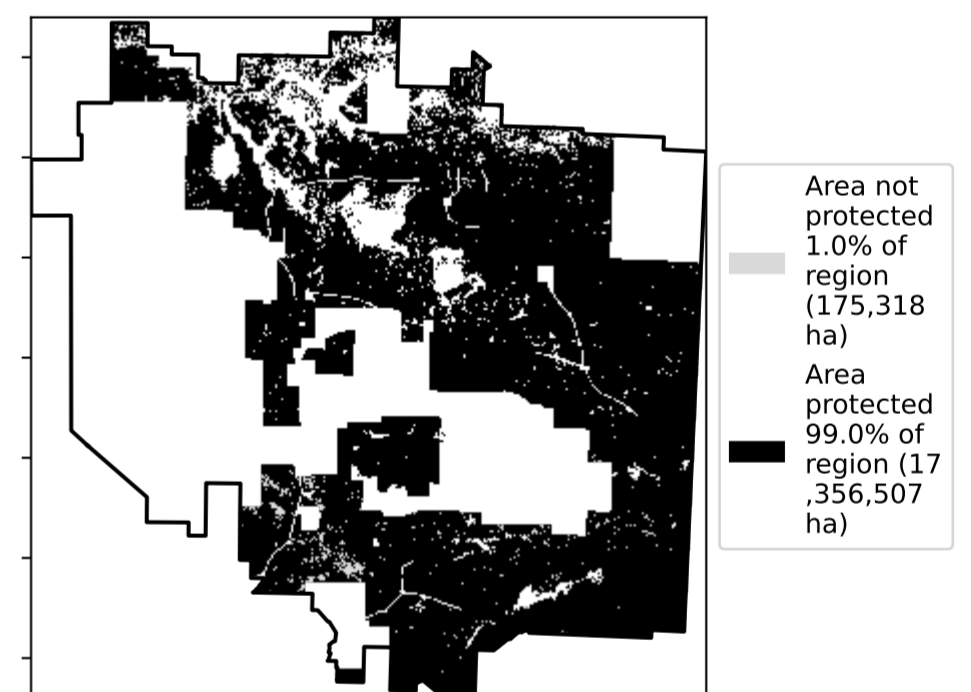 Area not
protected
1.0% of
region
(175,318
ha)
Area
protected
99.0% of
region (17
,356,507
ha)